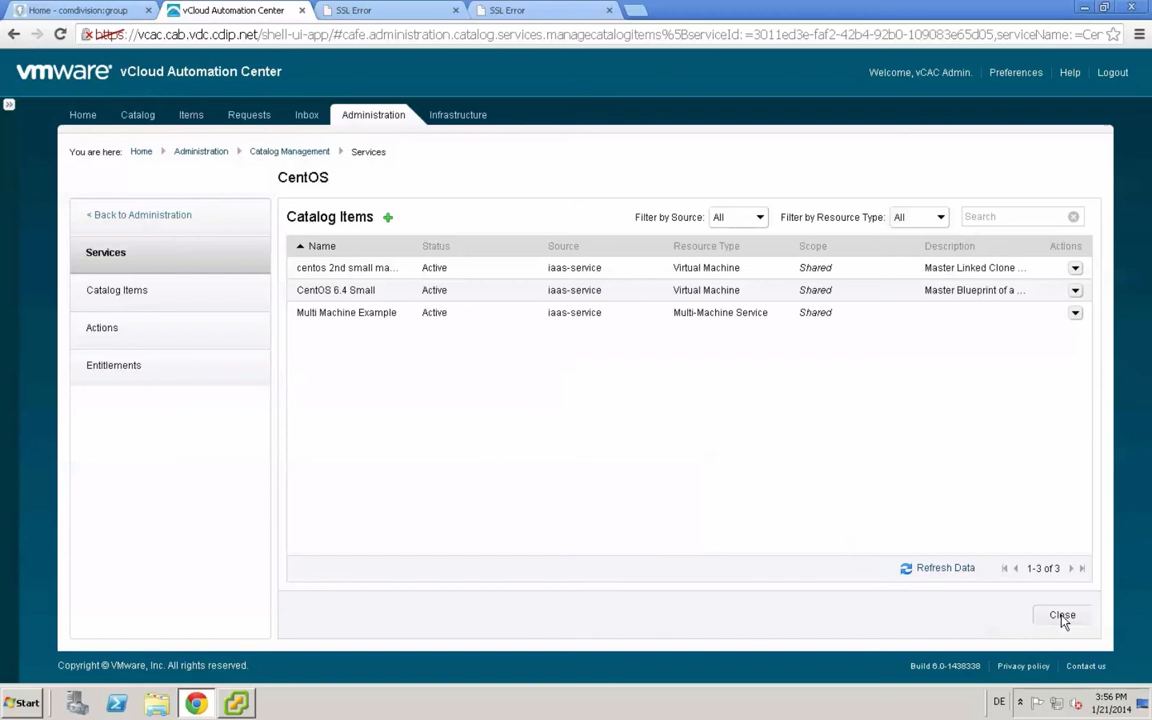 Home - comdivision:group
vCloud Automation Center
SSL Error
SSL Error
https://vcac.cab.vdc.cdip.net/shell-ui-app/#cafe.administration.catalog.services.managecatalogitems%5BserviceId: =3011ed3e-faf2-42b4-92b0-109083e65d05,serviceName: =Cer
vmware vCloud Automation Center
Welcome, vCAC Admin. Preferences Help Logout
Home Catalog Items Requests Inbox Administration Infrastructure
You are here: Home Administration Catalog Management Services
CentOS
< Back to Administration
Services
Catalog Items
Actions
Entitlements
Catalog Items
Filter by Source: All Filter by Resource Type: All Search
Name Status Source Resource Type Scope Description Actions
centos 2nd small ma... Active iaas-service Virtual Machine Shared Master Linked Clone ...
CentOS 6.4 Small Active iaas-service Virtual Machine Shared Master Blueprint of a ...
Multi Machine Example Active iaas-service Multi-Machine Service Shared
Refresh Data 1-3 of 3
Close
Copyright © VMware, Inc. All rights reserved.
Build 6.0-1438338 Privacy policy Contact us
Start
DE
3:56 PM
1/21/2014